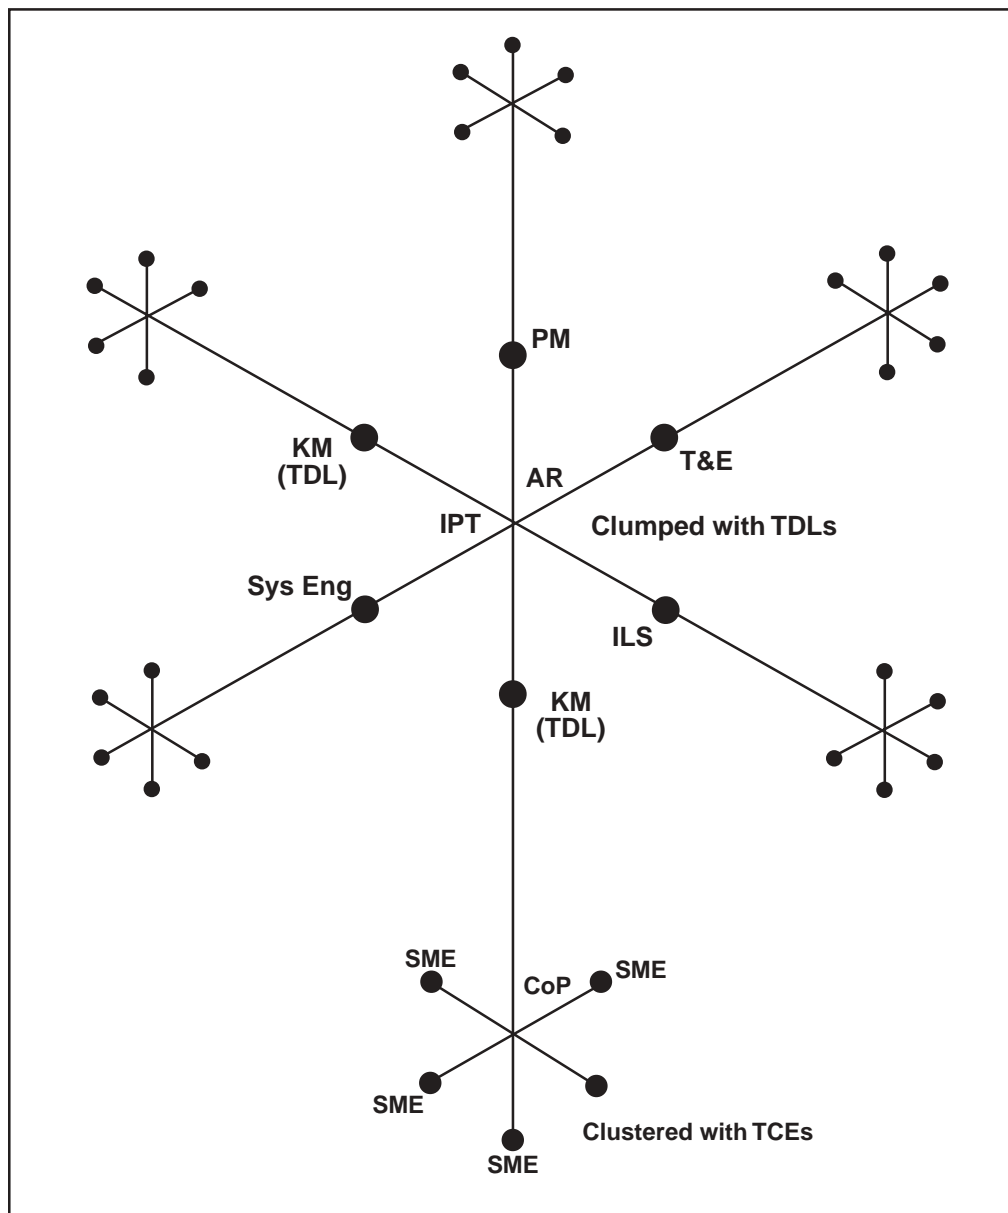 PM
KM
(TDL)
T&E
AR
IPT
Clumped with TDLs
Sys Eng
ILS
KM
(TDL)
SME
SME
CoP
SME
Clustered with TCEs
SME